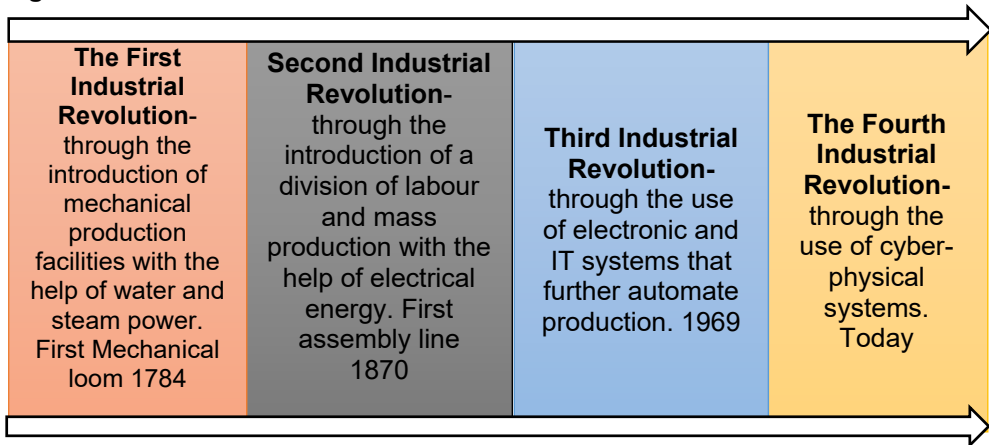 The First
Industrial
Revolution-
through the
introduction of
mechanical
production
facilities with the
help of water and
steam power.
First Mechanical
loom 1784
Second Industrial
Revolution-
through the
introduction of a
division of labour
and mass
production with the
help of electrical
energy. First
assembly line
1870
Third Industrial
Revolution-
through the use
of electronic and
IT systems that
further automate
production. 1969
The Fourth
Industrial
Revolution-
through the
use of cyber-
physical
systems.
Today